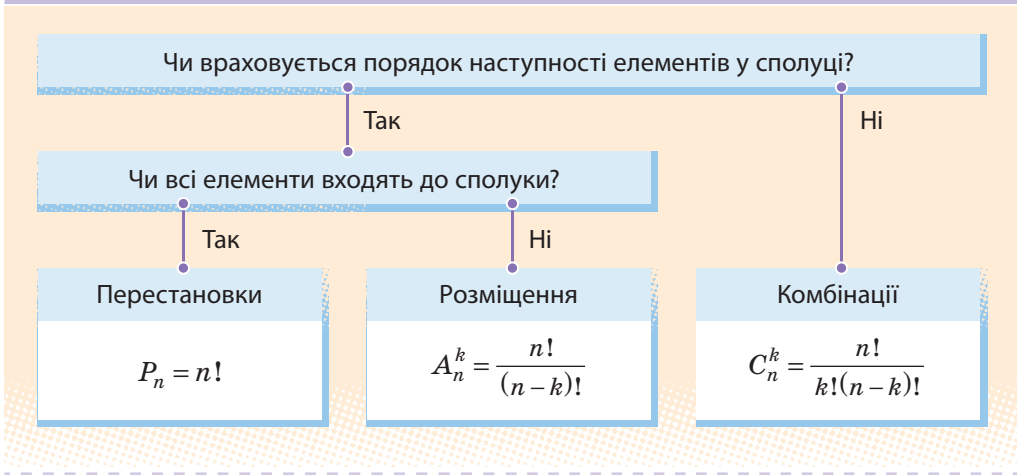 Чи враховується порядок наступності елементів у сполуці?
Так
Ні
Чи всі елементи входять до сполуки?
Так
Ні
Перестановки
Розміщення
Комбінації
P_n = n!
A_n^k = n!/(n – k)!
C_n^k = n!/k!(n – k)!